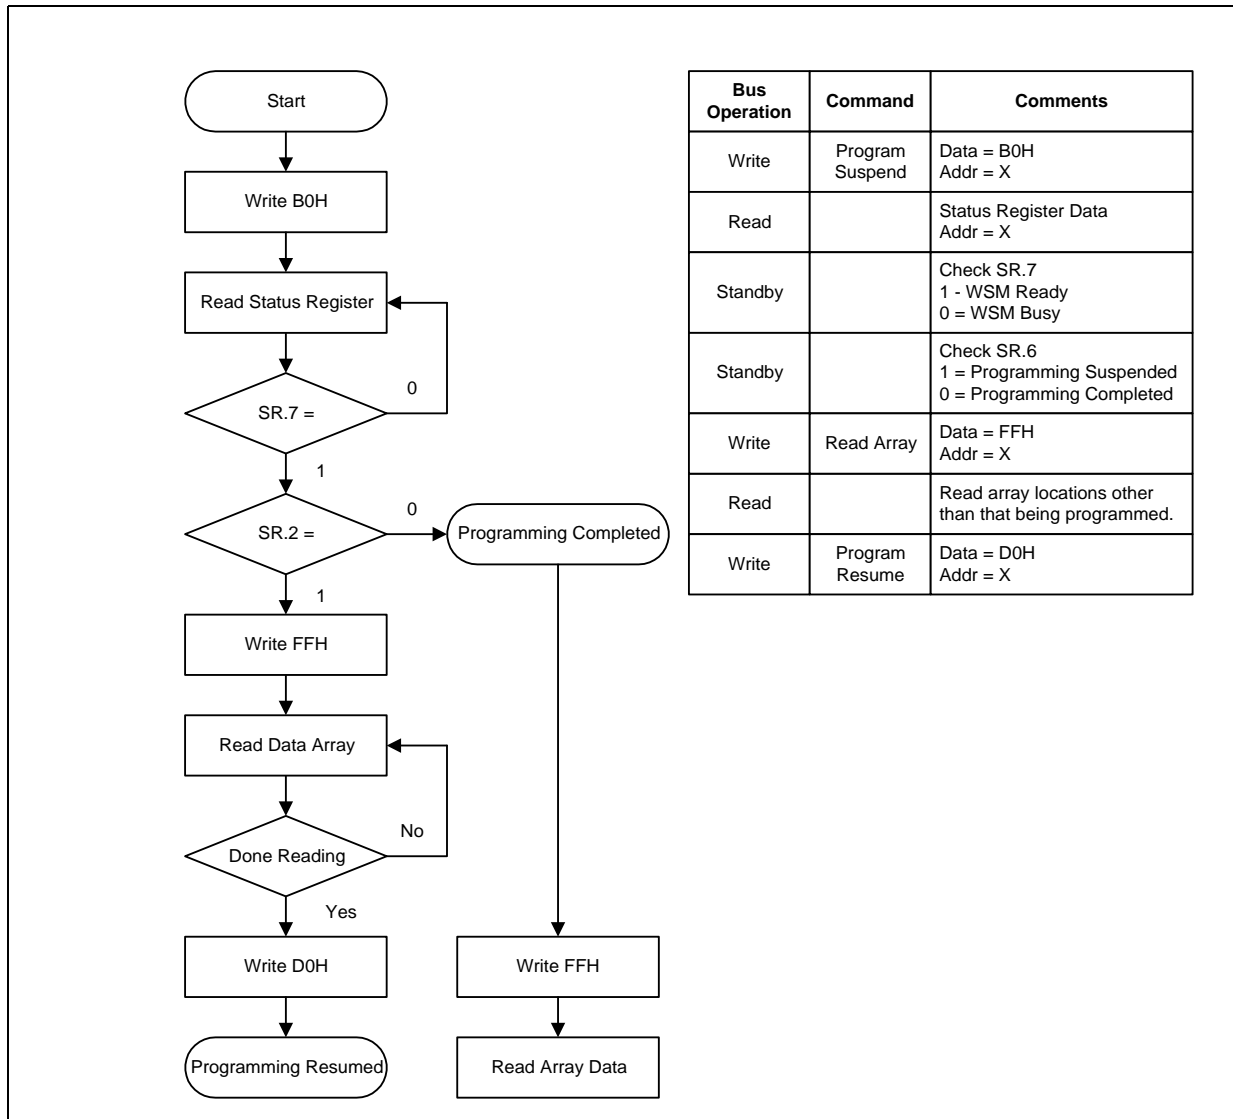 Start
Write B0H
Read Status Register
0
SR.7 =
1
0
SR.2 =
Programming Completed
1
Write FFH
Read Data Array
No
Done Reading
Yes
Write D0H
Write FFH
Programming Resumed
Read Array Data
Bus
Operation
Command
Comments
Write
Program
Suspend
Data = B0H
Addr = X
Read
Status Register Data
Addr = X
Standby
Check SR.7
1 - WSM Ready
0 = WSM Busy
Standby
Check SR.6
1 = Programming Suspended
0 = Programming Completed
Write
Read Array
Data = FFH
Addr = X
Read
Read array locations other
than that being programmed.
Write
Program
Resume
Data = D0H
Addr = X